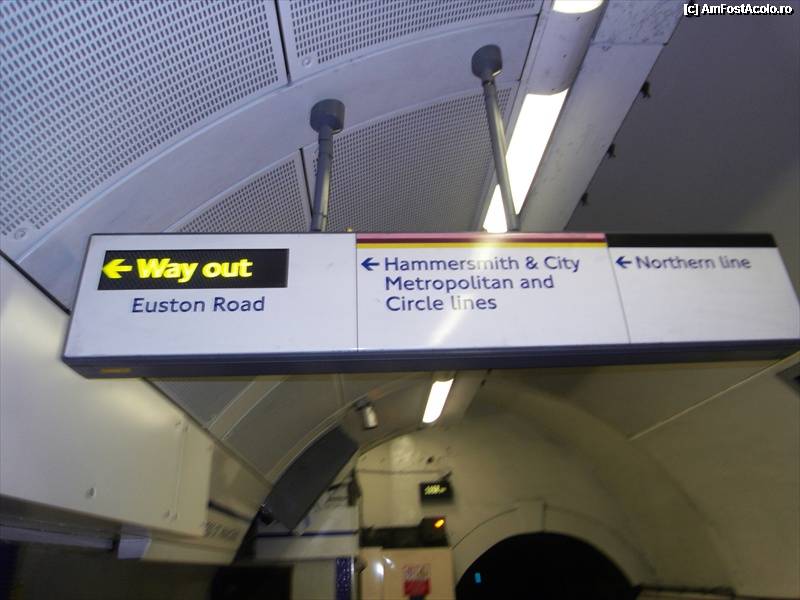 [c] AmFostAcolo.ro
← Way out
Euston Road
← Hammersmith & City
Metropolitan and
Circle lines
← Northern line